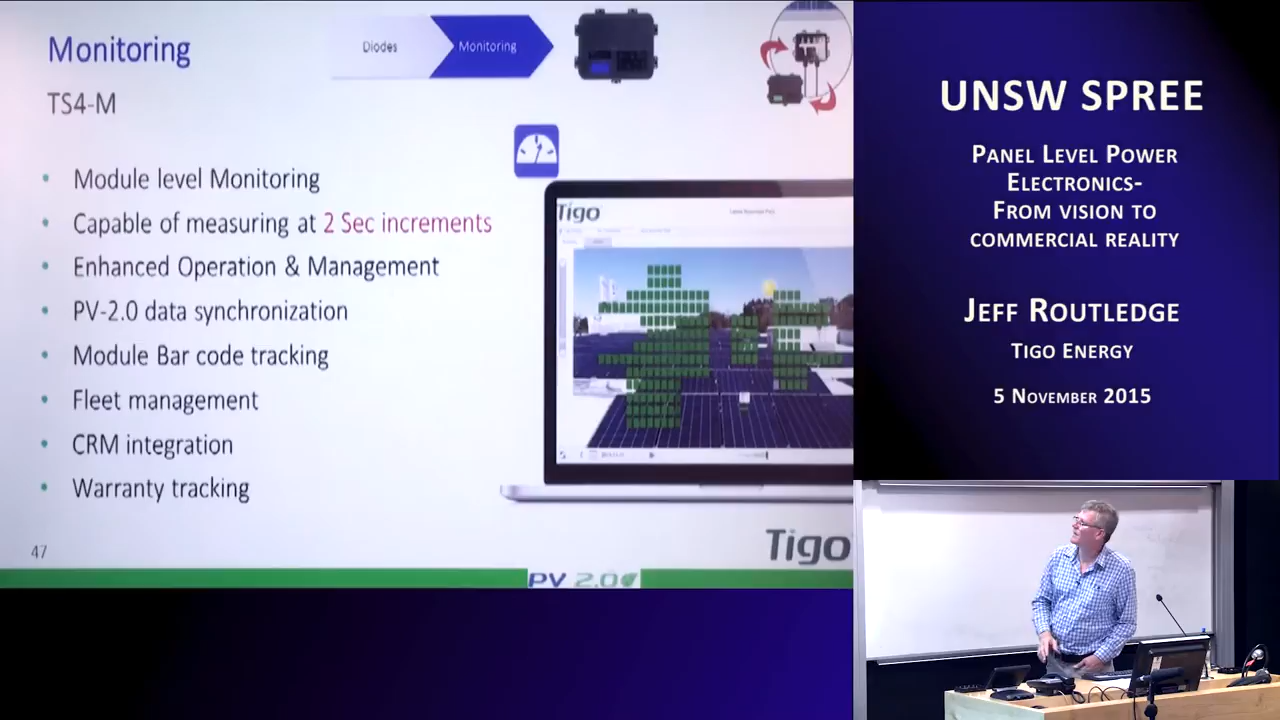 Monitoring
TS4-M
Diodes
Monitoring
• Module level Monitoring
• Capable of measuring at 2 Sec increments
• Enhanced Operation & Management
• PV-2.0 data synchronization
• Module Bar code tracking
• Fleet management
• CRM integration
• Warranty tracking
Tigo
47
Tigo
PV 2.0
UNSW SPREE
PANEL LEVEL POWER
ELECTRONICS-
FROM VISION TO
COMMERCIAL REALITY
JEFF ROUTLEDGE
TIGO ENERGY
5 NOVEMBER 2015